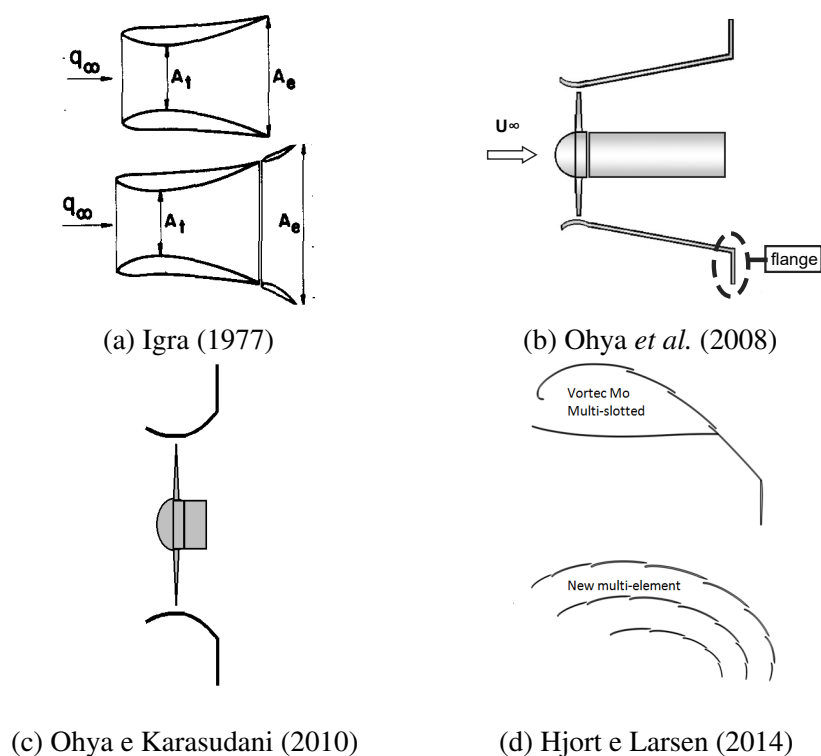 q∞
At
Ae
q∞
At
Ae
(a) Igra (1977)
U∞
flange
(b) Ohya et al. (2008)
(c) Ohya e Karasudani (2010)
Vortec Mo
Multi-slotted
New multi-element
(d) Hjort e Larsen (2014)